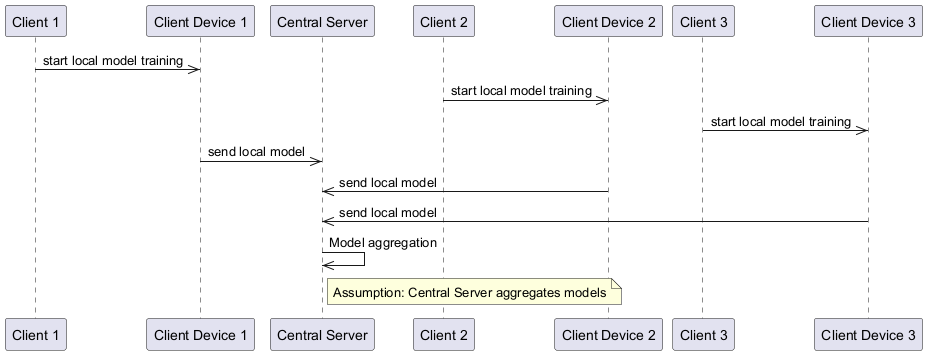 Client 1
Client Device 1
Central Server
Client 2
Client Device 2
Client 3
Client Device 3
start local model training
start local model training
start local model training
send local model
send local model
send local model
Model aggregation
Assumption: Central Server aggregates models
Client 1
Client Device 1
Central Server
Client 2
Client Device 2
Client 3
Client Device 3